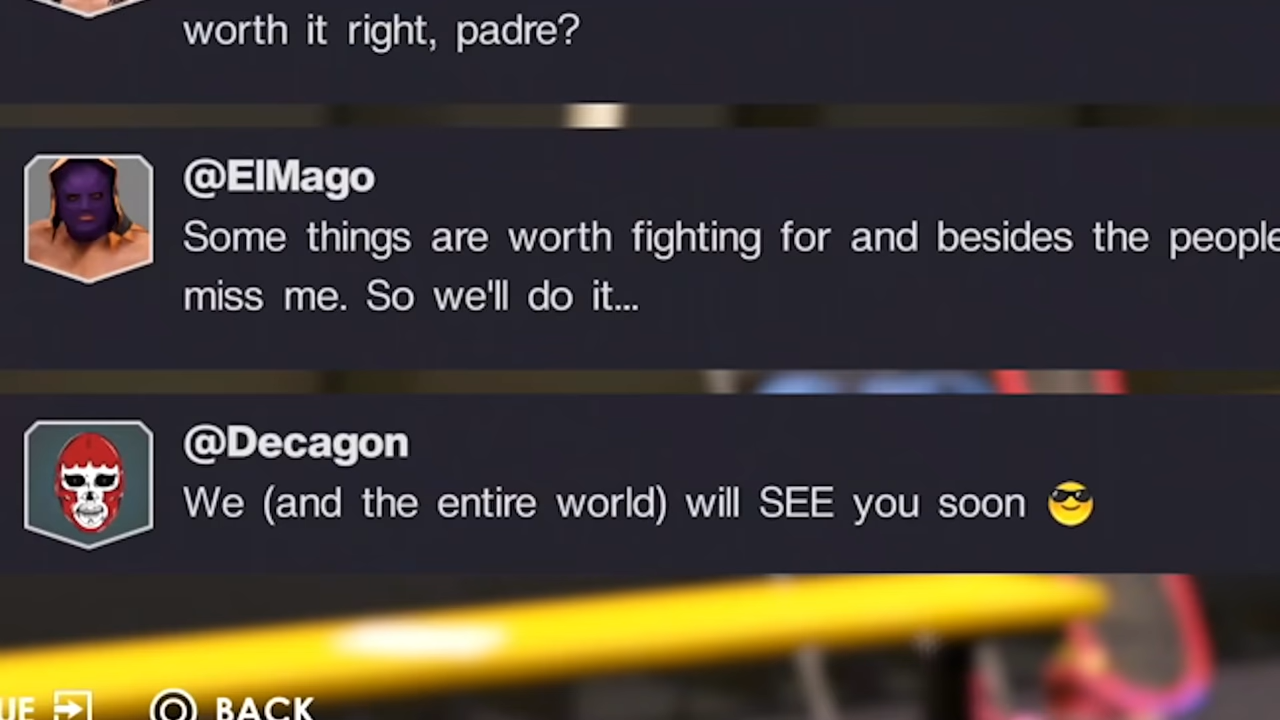 worth it right, padre?
@ElMago
Some things are worth fighting for and besides the people
miss me. So we'll do it...
@Decagon
We (and the entire world) will SEE you soon 😎
UE BACK